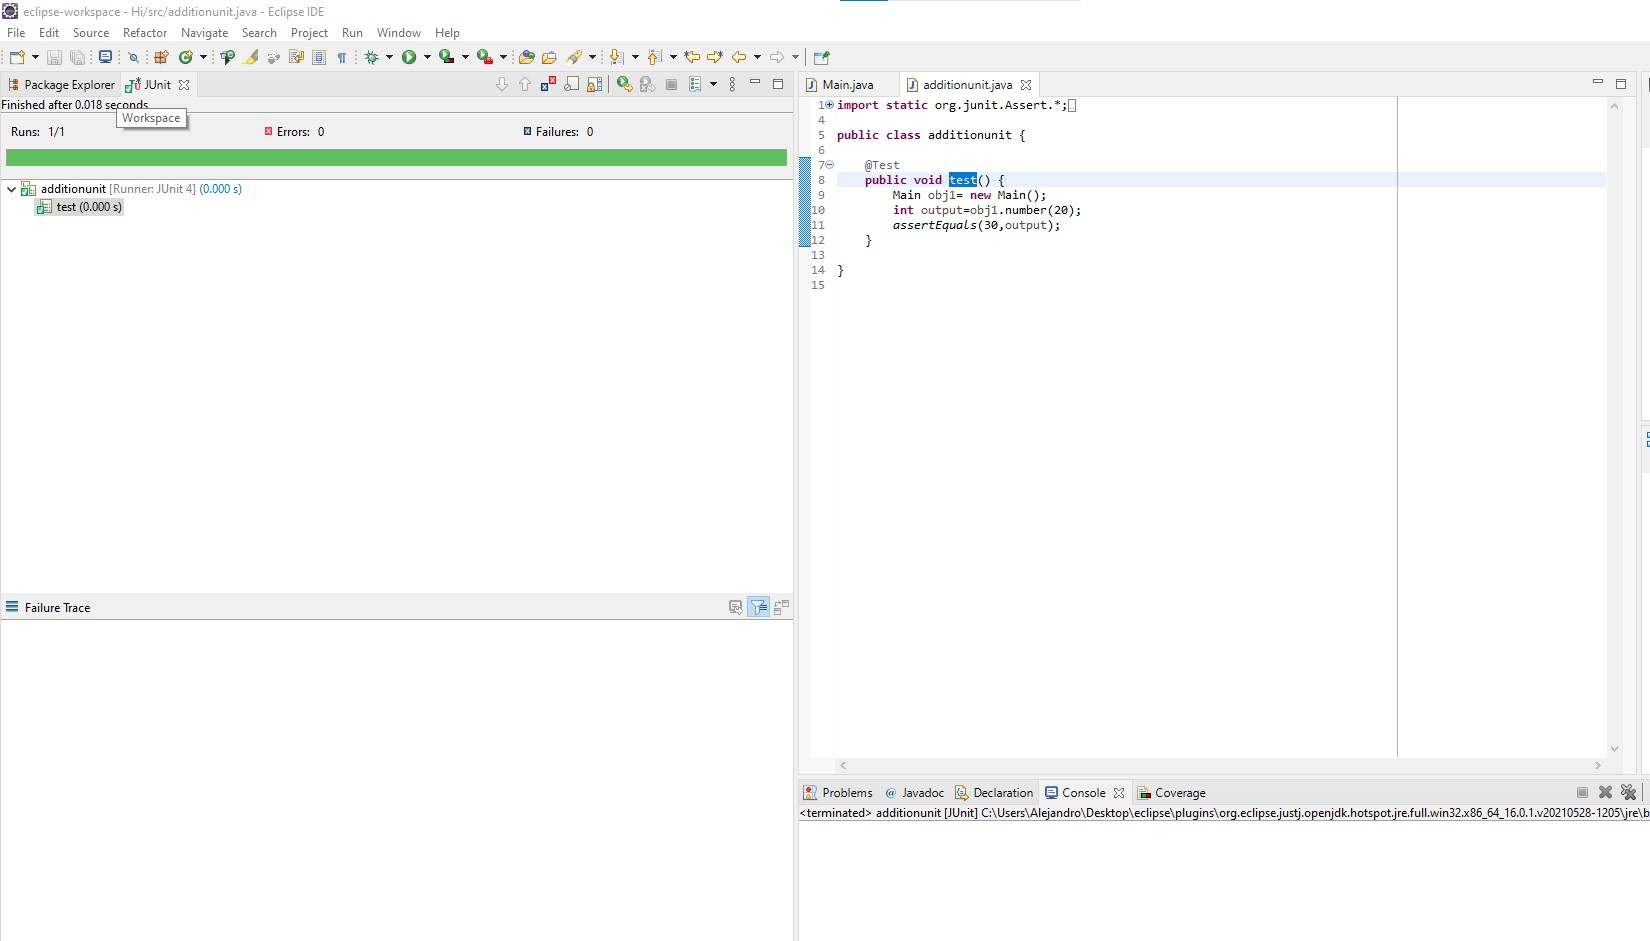 eclipse-workspace - Hi/src/additionunit.java - Eclipse IDE
File Edit Source Refactor Navigate Search Project Run Window Help
Package Explorer JUnit
Finished after 0.018 seconds
Workspace
Runs: 1/1 Errors: 0 Failures: 0
additionunit [Runner: JUnit 4] (0.000 s)
test (0.000 s)
Failure Trace
Main.java additionunit.java
1 import static org.junit.Assert.*;
4
5 public class additionunit {
6
7 @Test
8 public void test() {
9 Main obj1= new Main();
10 int output=obj1.number(20);
11 assertEquals(30,output);
12 }
13
14 }
15
Problems @ Javadoc Declaration Console Coverage
<terminated> additionunit [JUnit] C:\Users\Alejandro\Desktop\eclipse\plugins\org.eclipse.justj.openjdk.hotspot.jre.full.win32.x86_64_16.0.1.v20210528-1205\jre\b